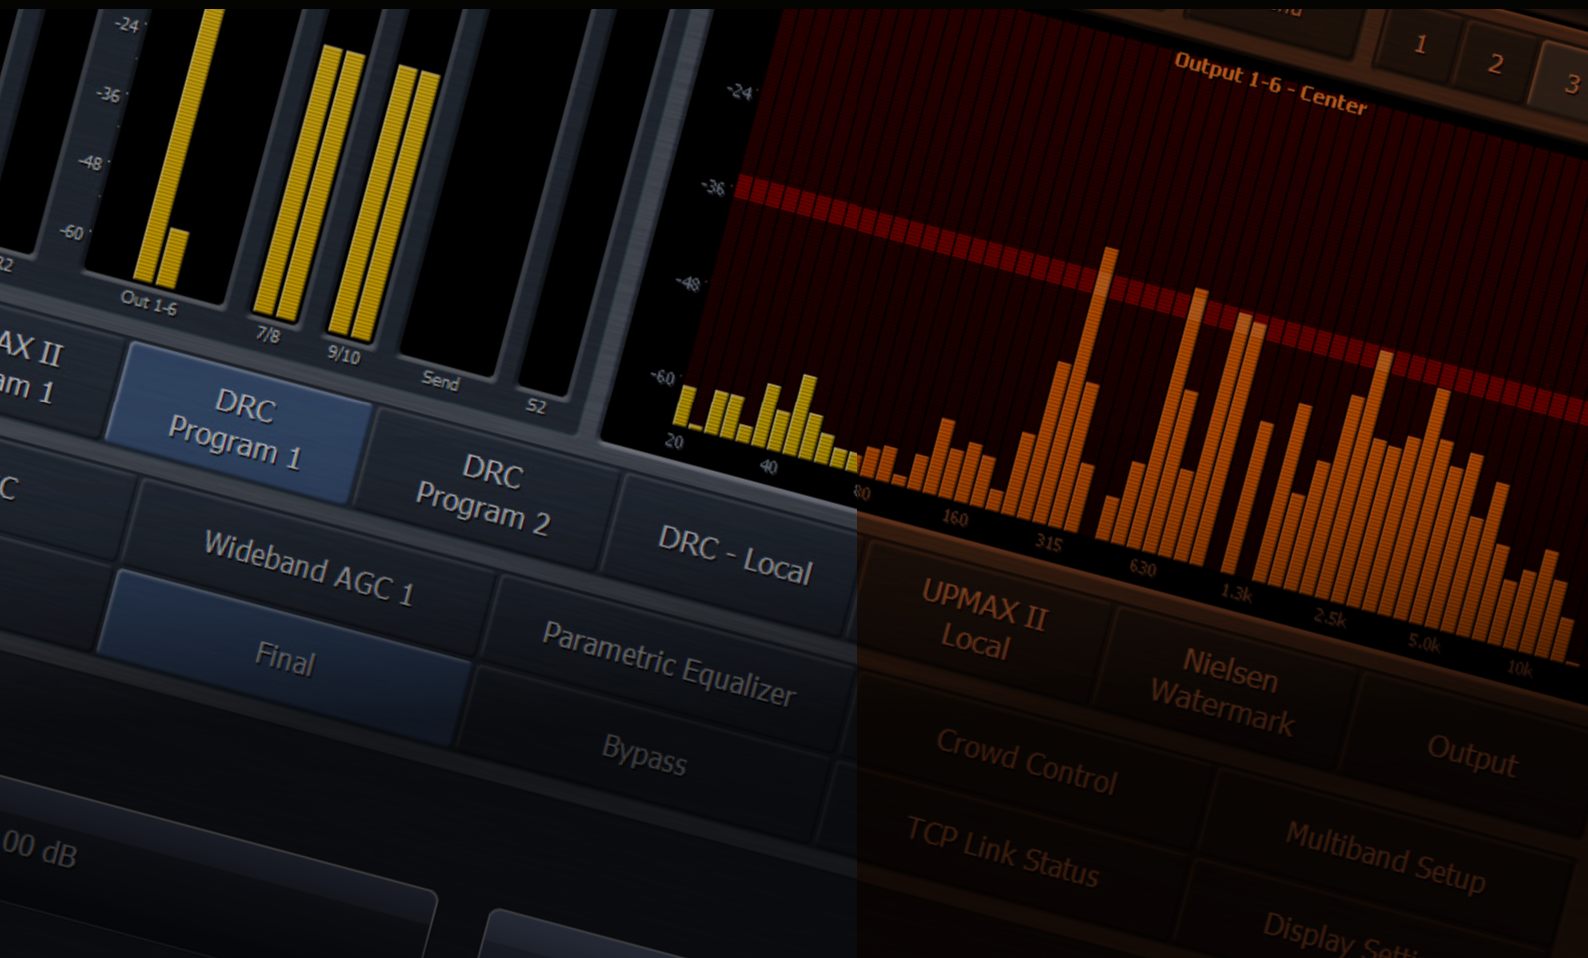 -24
-36
-48
-60
Out 1-6
7/8
9/10
Send
S2
-24
-36
-48
-60
Output 1-6 - Center
1
2
3
20
40
80
160
315
630
1.3k
2.5k
5.0k
10k
DRC
Program 1
DRC
Program 2
DRC - Local
UPMAX II
Local
Nielsen
Watermark
Output
Wideband AGC 1
Parametric Equalizer
Crowd Control
Multiband Setup
Final
Bypass
TCP Link Status
Display
00 dB